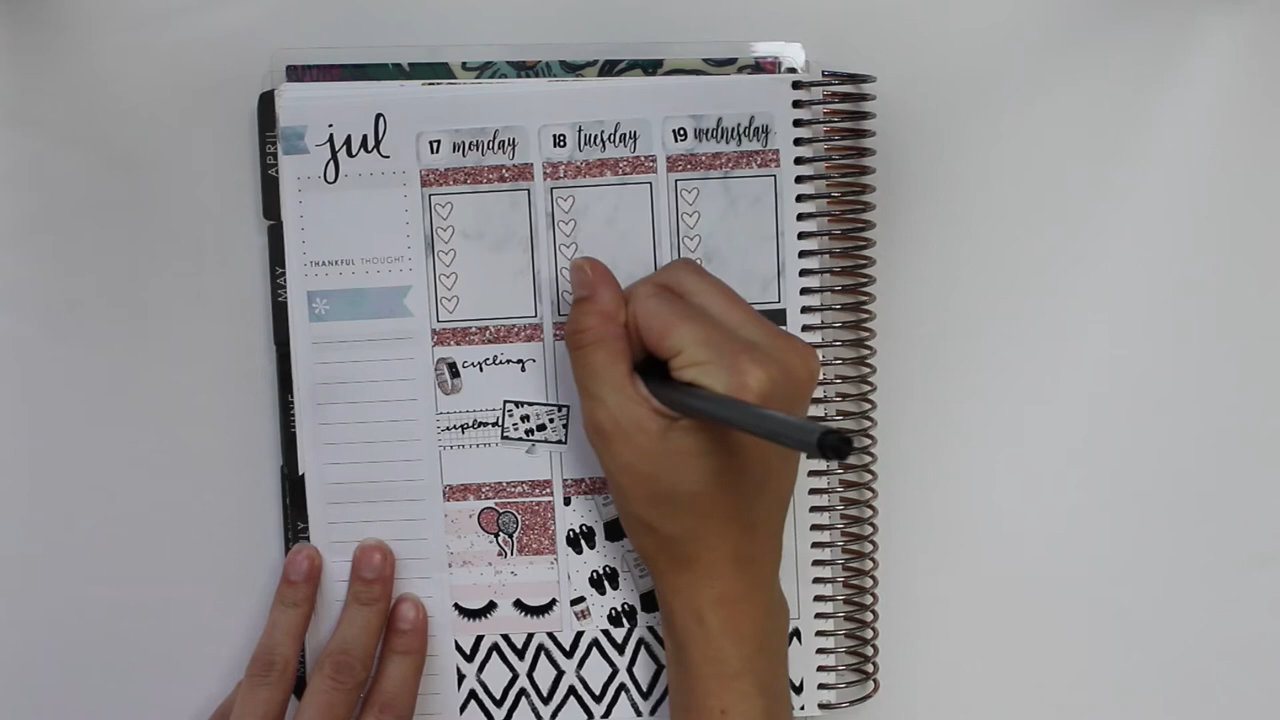 APRIL
jul
17 monday
18 tuesday
19 wednesday
THANKFUL THOUGHT
MAY
*
cycling
JUNE
upload